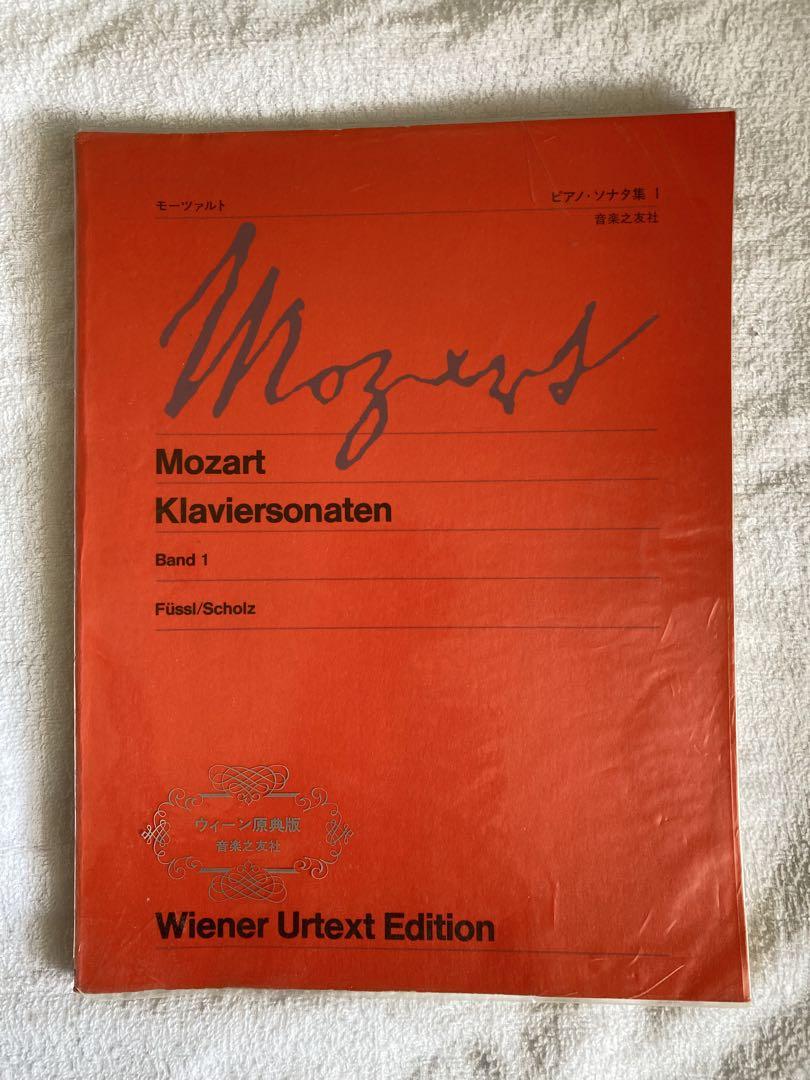 モーツァルト ピアノ・ソナタ集 I
音楽之友社
Mozart
Mozart
Klaviersonaten
Band 1
Füssl/Scholz
ウィーン原典版
音楽之友社
Wiener Urtext Edition